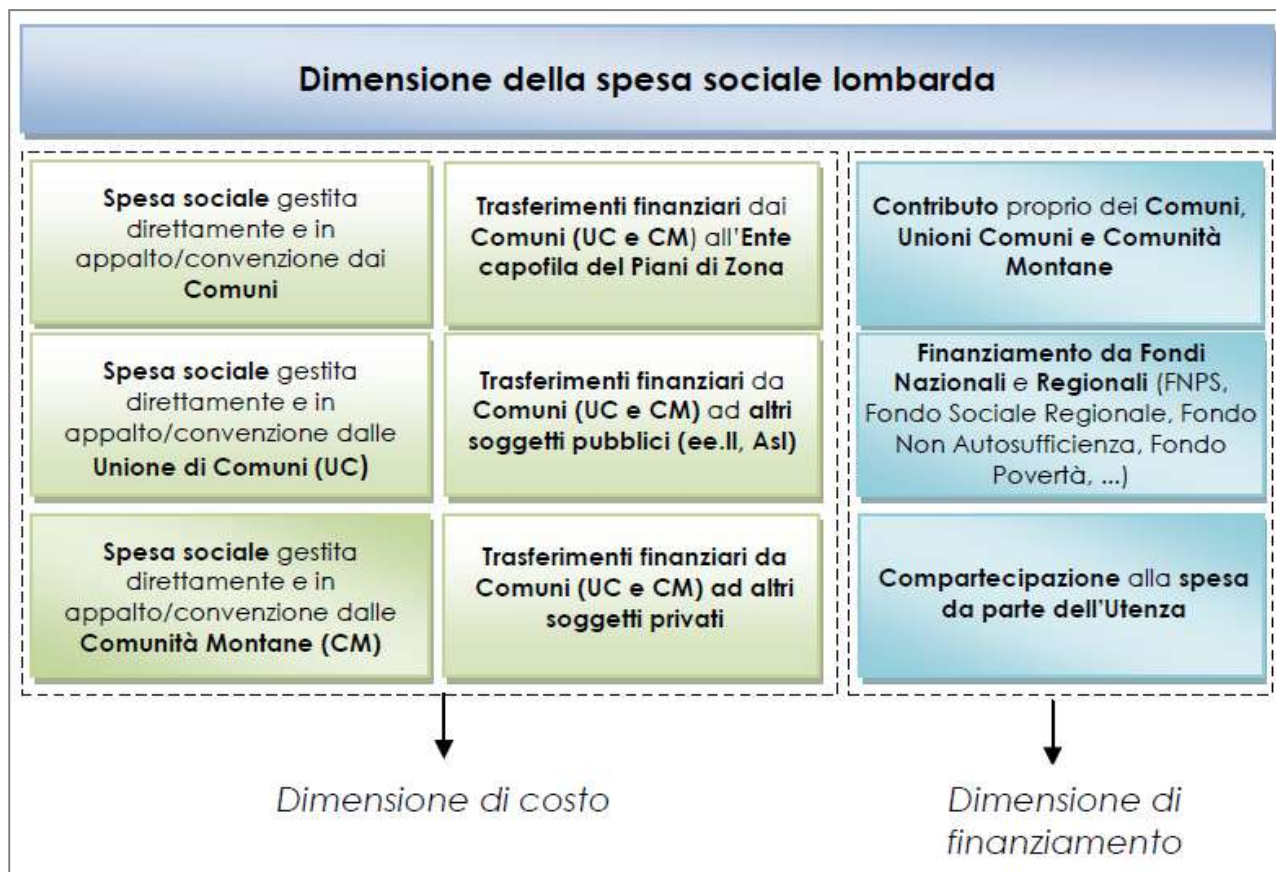 Dimensione della spesa sociale lombarda
Spesa sociale gestita
direttamente e in
appalto/convenzione dai
Comuni
Trasferimenti finanziari dai
Comuni (UC e CM) all'Ente
capofila del Piani di Zona
Contributo proprio dei Comuni,
Unioni Comuni e Comunità
Montane
Spesa sociale gestita
direttamente e in
appalto/convenzione dalle
Unione di Comuni (UC)
Trasferimenti finanziari da
Comuni (UC e CM) ad altri
soggetti pubblici (ee.ll, Asl)
Finanziamento da Fondi
Nazionali e Regionali (FNPS,
Fondo Sociale Regionale, Fondo
Non Autosufficienza, Fondo
Povertà, ...)
Spesa sociale gestita
direttamente e in
appalto/convenzione dalle
Comunità Montane (CM)
Trasferimenti finanziari da
Comuni (UC e CM) ad altri
soggetti privati
Compartecipazione alla spesa
da parte dell'Utenza
Dimensione di costo
Dimensione di
finanziamento